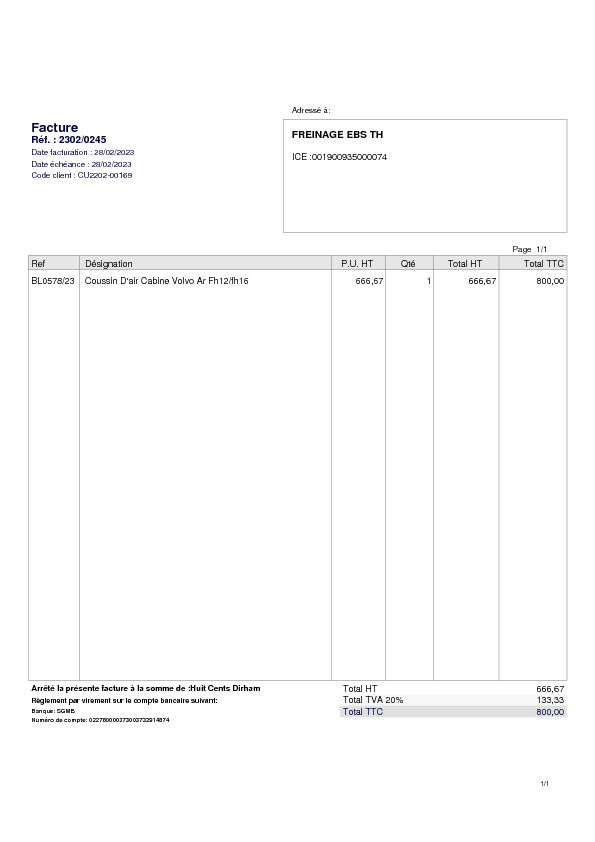 Adressé à:
Facture
Réf. : 2302/0245
Date facturation : 28/02/2023
Date échéance : 28/02/2023
Code client : CU2202-00169
FREINAGE EBS TH
ICE :001900935000074
Page 1/1
Ref Désignation P.U. HT Qté Total HT Total TTC
BL0578/23 Coussin D'air Cabine Volvo Ar Fh12/fh16 666,67 1 666,67 800,00
Arrêté la présente facture à la somme de :Huit Cents Dirham
Règlement par virement sur le compte bancaire suivant:
Banque: SGMB
Total HT 666,67
Total TVA 20% 133,33
Total TTC 800,00
Numéro de compte:
1/1